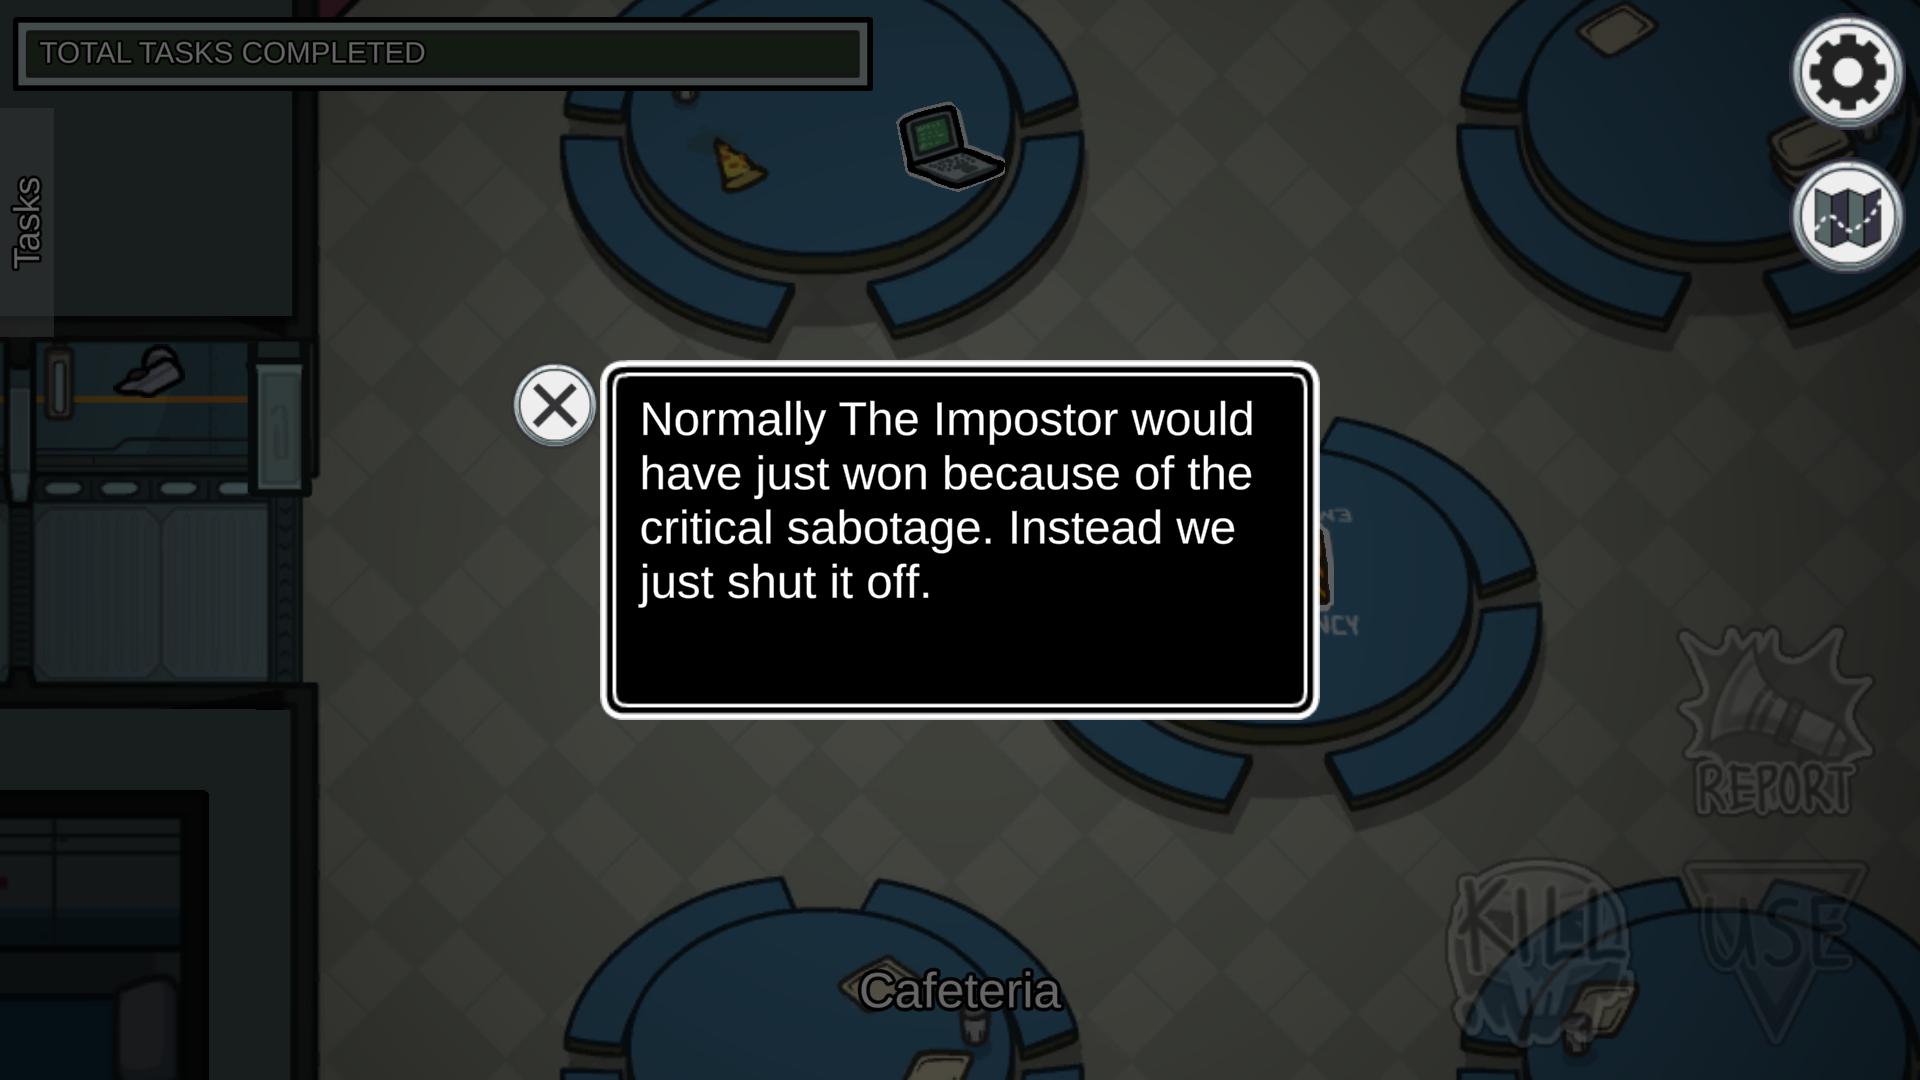 TOTAL TASKS COMPLETED
Tasks
Normally The Impostor would
have just won because of the
critical sabotage. Instead we
just shut it off.
REPORT
KILL
USE
Cafeteria